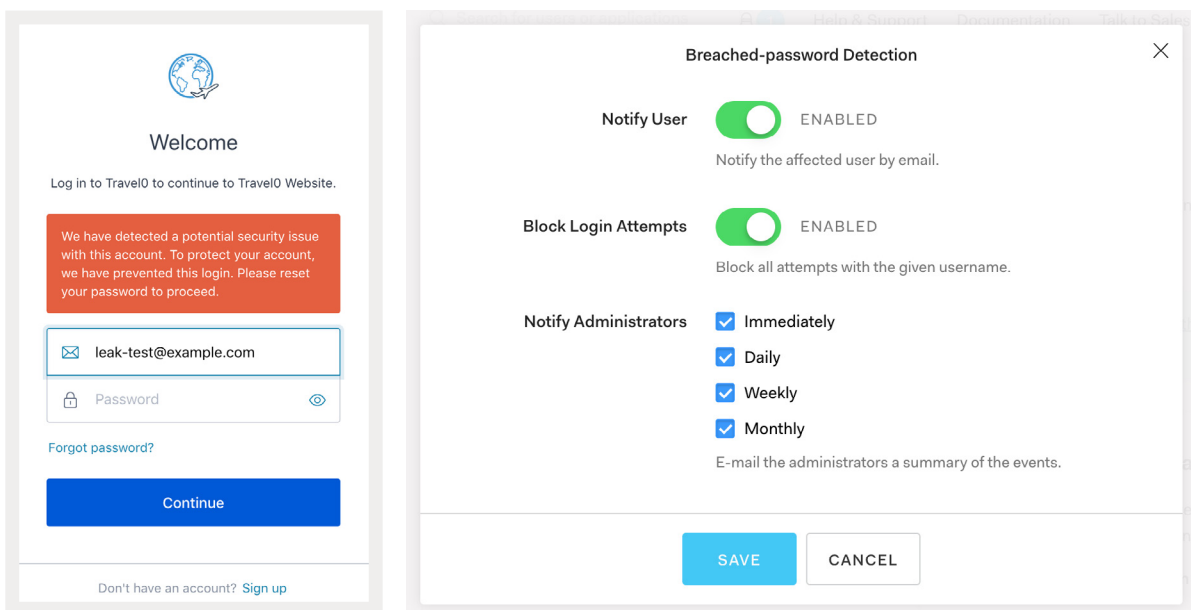 Welcome
Log in to Travel0 to continue to Travel0 Website.
We have detected a potential security issue
with this account. To protect your account,
we have prevented this login. Please reset
your password to proceed.
leak-test@example.com
Password
Forgot password?
Continue
Don't have an account? Sign up
Help & Support Documentation Talk to Sales
Breached-password Detection
Notify User ENABLED
Notify the affected user by email.
Block Login Attempts ENABLED
Block all attempts with the given username.
Notify Administrators Immediately
Daily
Weekly
Monthly
E-mail the administrators a summary of the events.
SAVE CANCEL